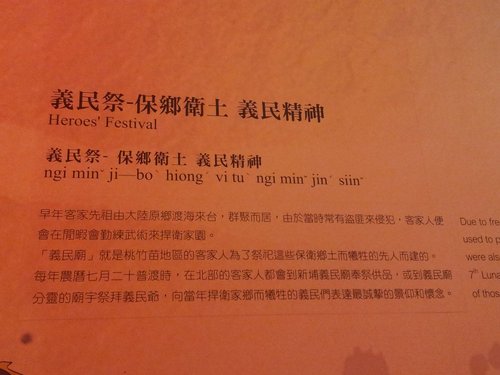 義民祭-保鄉衛土 義民精神
Heroes' Festival
義民祭- 保鄉衛土 義民精神
ngi minˇ ji—boˋ hiongˊ vi tuˋ ngi minˇ jinˊ siinˇ
早年客家先祖由大陸原鄉渡海來台，群聚而居，由於當時常有盜匪來侵犯，客家人便
會在閒暇會勤練武術來捍衛家園。
「義民廟」就是桃竹苗地區的客家人為了祭祀這些保衛鄉土而犧牲的先人而建的。
每年農曆七月二十普渡時，在北部的客家人都會到新埔義民廟奉祭供品，或到義民廟
分靈的廟宇祭拜義民爺，向當年捍衛家鄉而犧牲的義民們表達最誠摯的景仰和懷念。
Due to fre
used to p
were als
7th Luna
of those